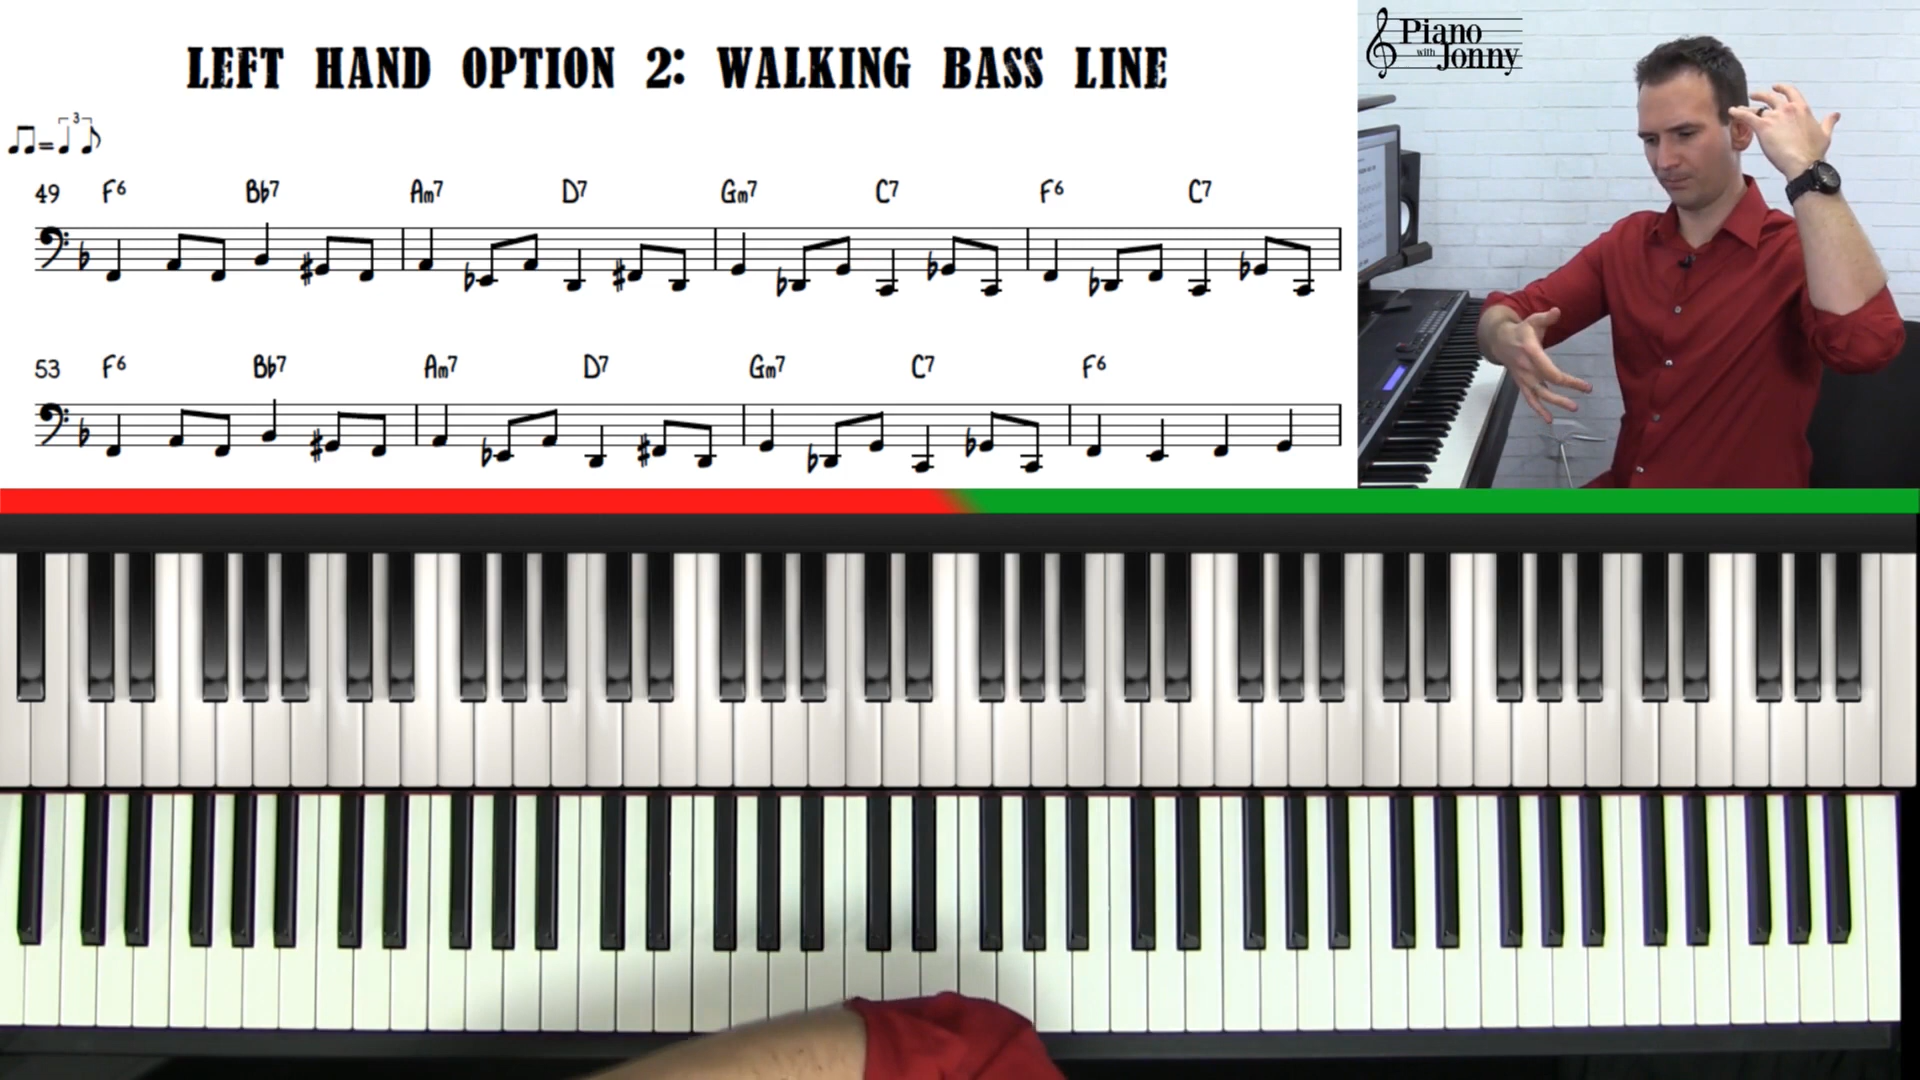 LEFT HAND OPTION 2: WALKING BASS LINE
Piano
with
Jonny
3
49 F6 Bb7 Am7 D7 Gm7 C7 F6 C7
53 F6 Bb7 Am7 D7 Gm7 C7 F6